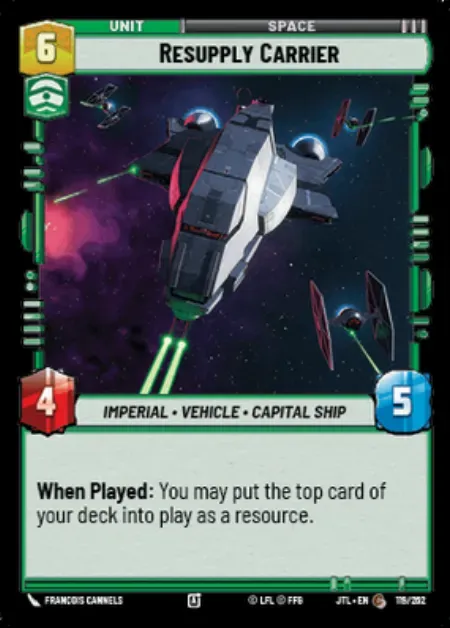 UNIT
SPACE
6
RESUPPLY CARRIER
4
IMPERIAL • VEHICLE • CAPITAL SHIP
5
When Played: You may put the top card of
your deck into play as a resource.
FRANCOIS CANNELS
© LFL ® FFG
JTL • EN